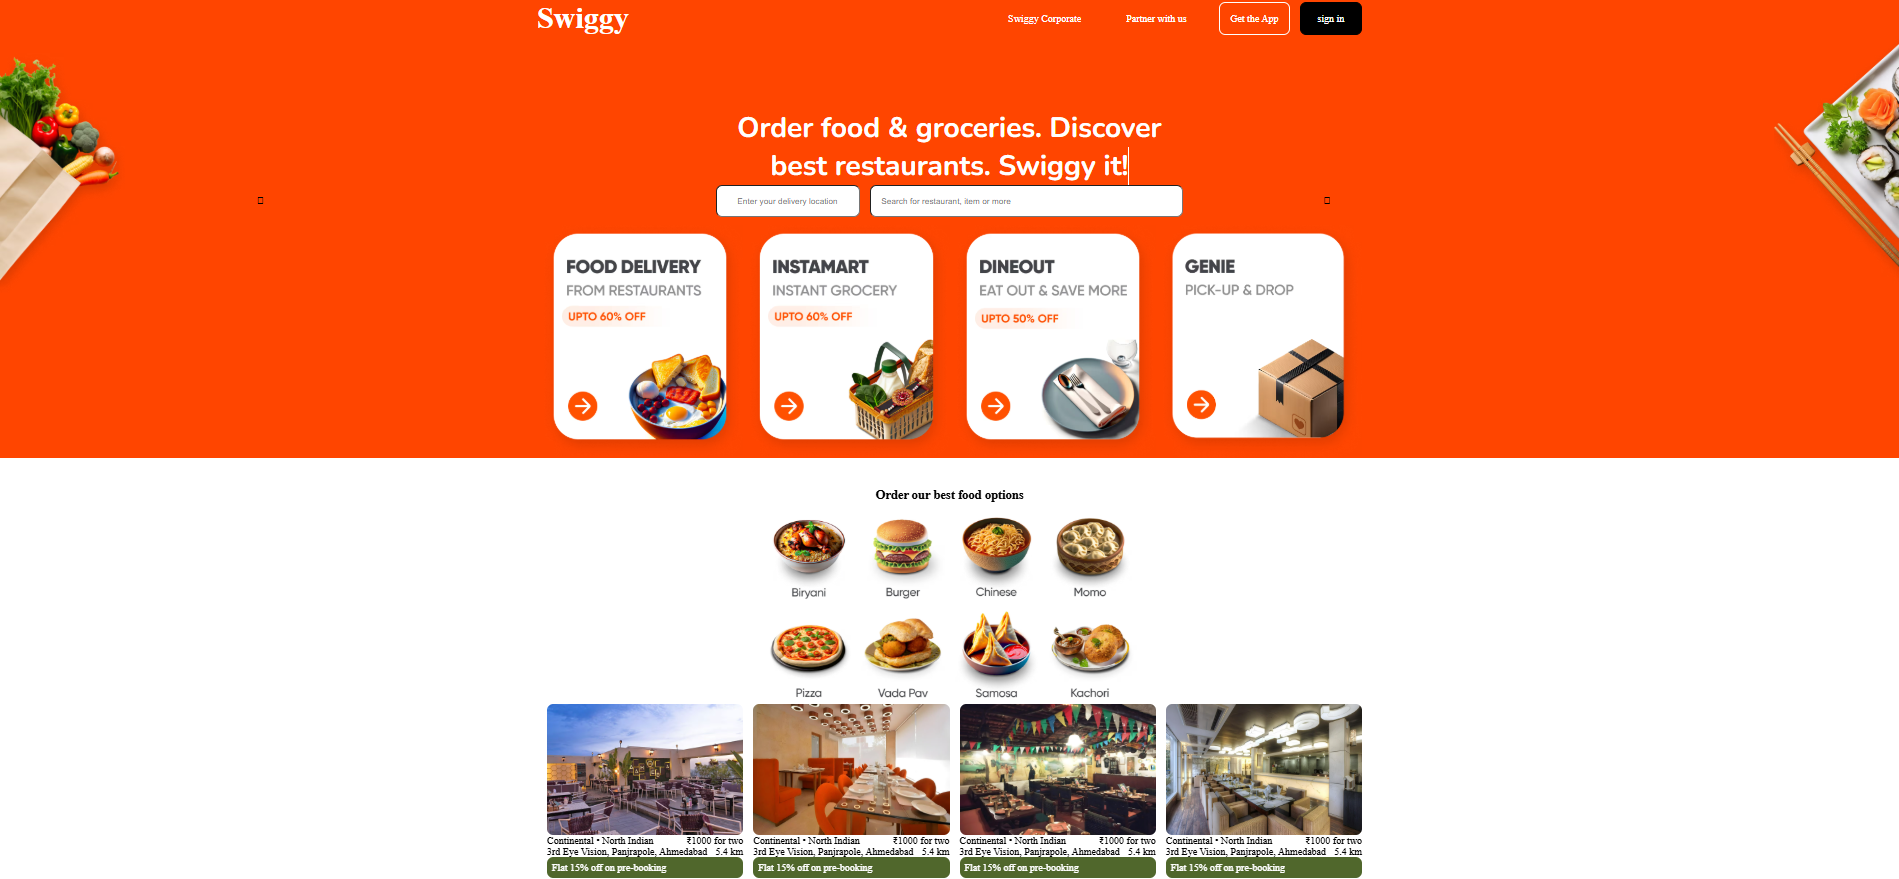 Swiggy
Swiggy Corporate
Partner with us
Get the App
sign in
Order food & groceries. Discover
best restaurants. Swiggy it!
Enter your delivery location
Search for restaurant, item or more
FOOD DELIVERY
FROM RESTAURANTS
UPTO 60% OFF
INSTAMART
INSTANT GROCERY
UPTO 60% OFF
DINEOUT
EAT OUT & SAVE MORE
UPTO 50% OFF
GENIE
PICK-UP & DROP
Order our best food options
Biryani
Burger
Chinese
Momo
Pizza
Vada Pav
Samosa
Kachori
Continental • North Indian ₹1000 for two
3rd Eye Vision, Panjrapole, Ahmedabad 5.4 km
Flat 15% off on pre-booking
Continental • North Indian ₹1000 for two
3rd Eye Vision, Panjrapole, Ahmedabad 5.4 km
Flat 15% off on pre-booking
Continental • North Indian ₹1000 for two
3rd Eye Vision, Panjrapole, Ahmedabad 5.4 km
Flat 15% off on pre-booking
Continental • North Indian ₹1000 for two
3rd Eye Vision, Panjrapole, Ahmedabad 5.4 km
Flat 15% off on pre-booking